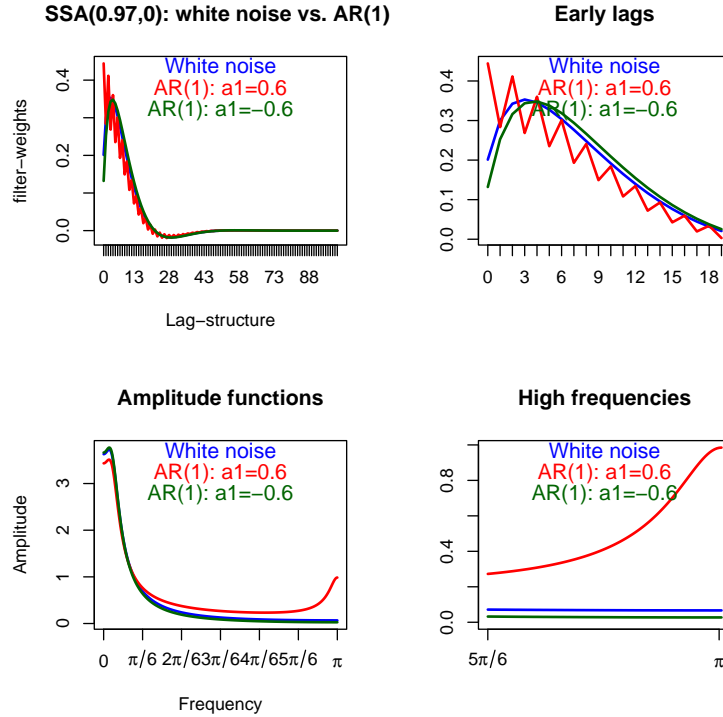 SSA(0.97,0): white noise vs. AR(1)
White noise
AR(1): a1=0.6
AR(1): a1=−0.6
filter−weights
0.0
0.2
0.4
0 13 28 43 58 73 88
Lag−structure
Early lags
White noise
AR(1): a1=0.6
AR(1): a1=−0.6
0.0
0.1
0.2
0.3
0.4
0 3 6 9 12 15 18
Amplitude functions
White noise
AR(1): a1=0.6
AR(1): a1=−0.6
Amplitude
0
1
2
3
0 π/6 2π/6 3π/6 4π/6 5π/6 π
Frequency
High frequencies
White noise
AR(1): a1=0.6
AR(1): a1=−0.6
0.0
0.4
0.8
5π/6 π